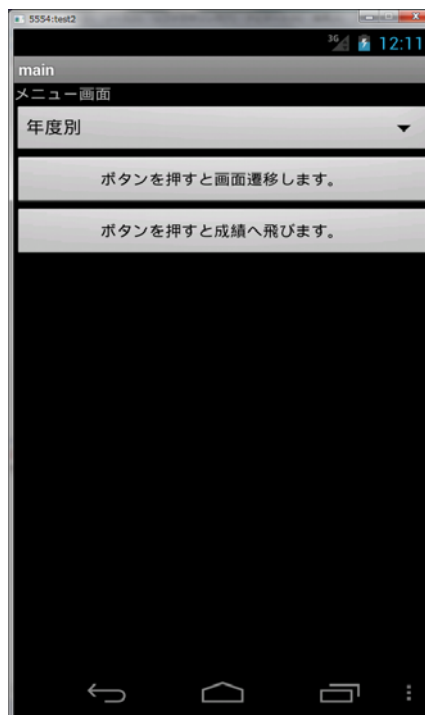 5554:test2
3G 12:11
main
メニュー画面
年度別
ボタンを押すと画面遷移します。
ボタンを押すと成績へ飛びます。